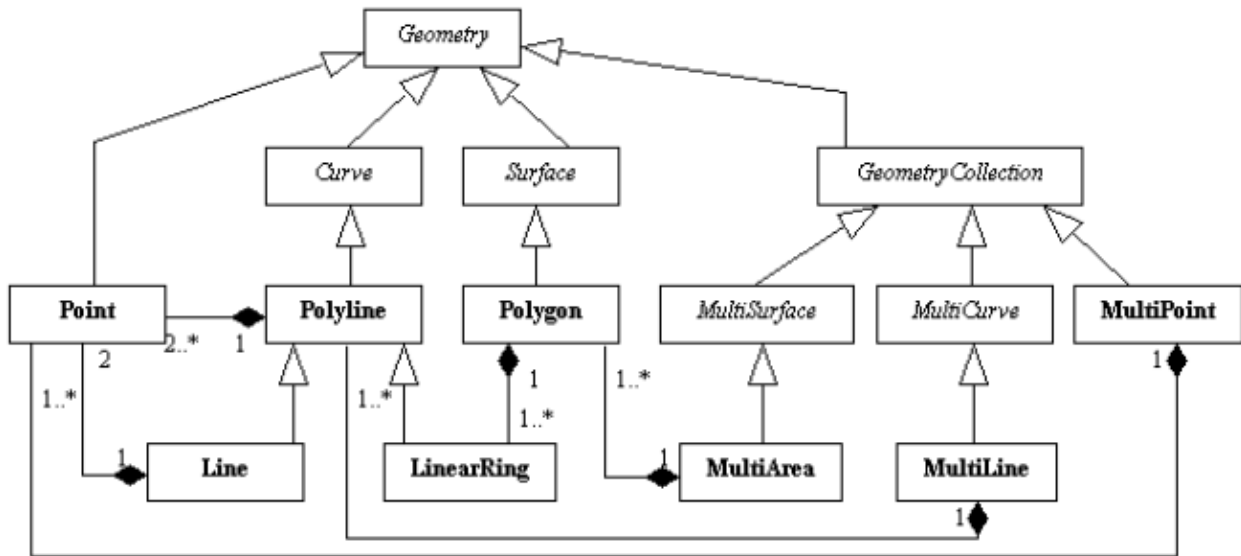 Geometry
Curve
Surface
GeometryCollection
Point
Polyline
Polygon
MultiSurface
MultiCurve
MultiPoint
2
2..*
1
1
1..*
1
1..*
1..*
1..*
1
Line
LinearRing
1
MultiArea
MultiLine
1